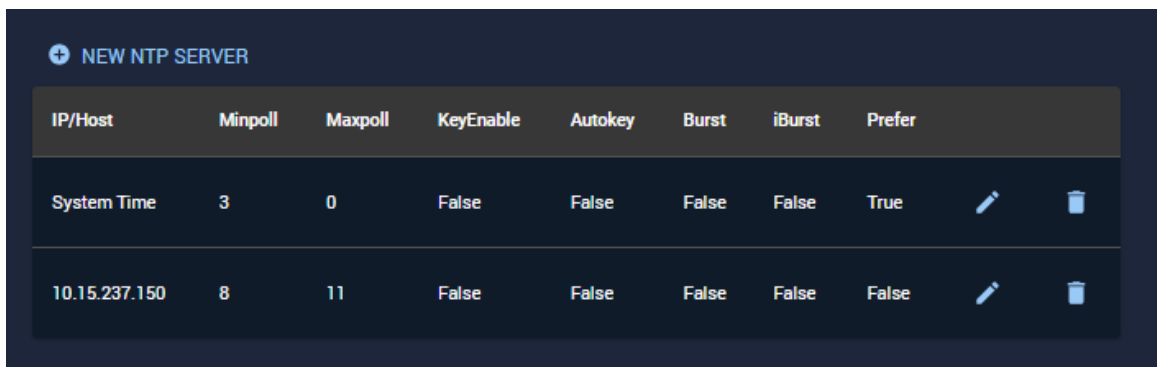 NEW NTP SERVER
IP/Host Minpoll Maxpoll KeyEnable Autokey Burst iBurst Prefer
System Time 3 0 False False False False True
10.15.237.150 8 11 False False False False False